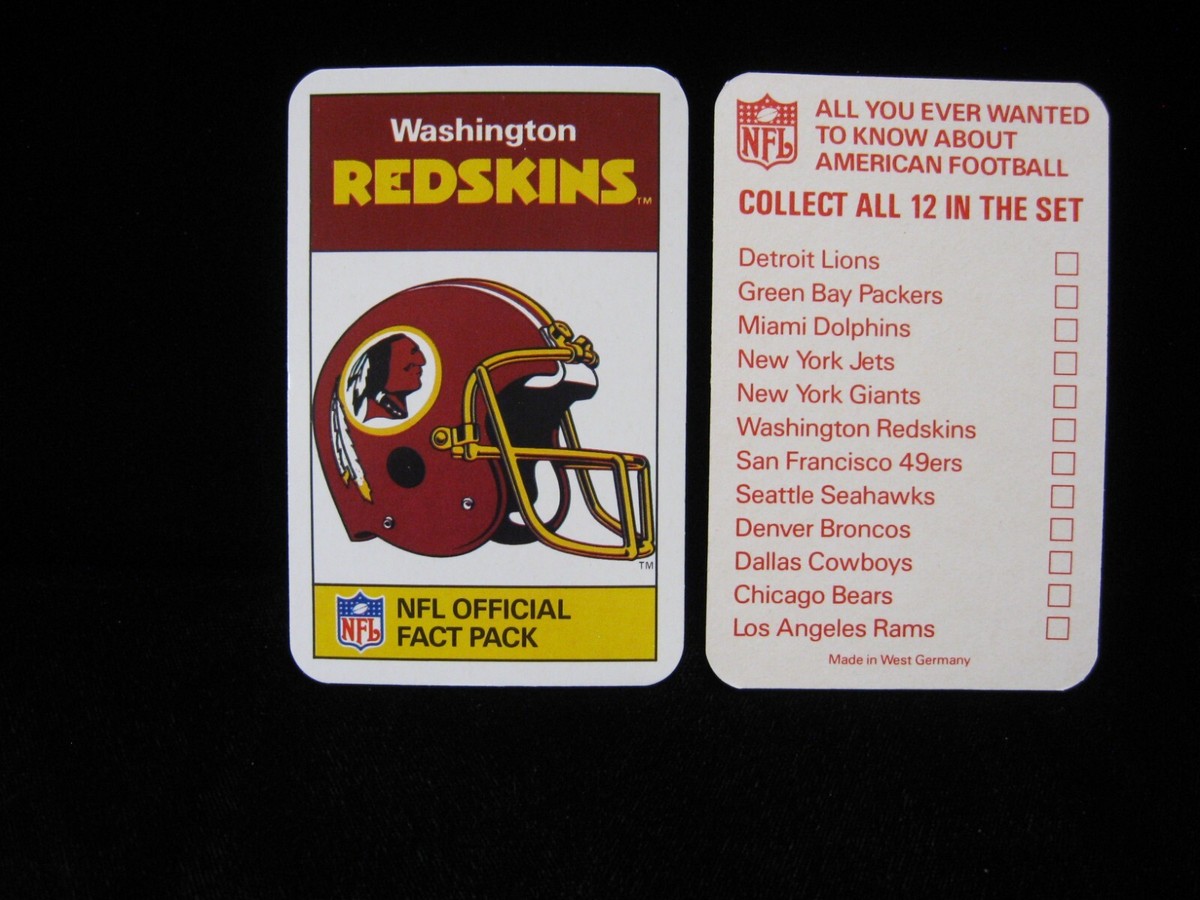 Washington
REDSKINS
TM
TM
NFL
NFL OFFICIAL
FACT PACK
NFL
ALL YOU EVER WANTED
TO KNOW ABOUT
AMERICAN FOOTBALL
COLLECT ALL 12 IN THE SET
Detroit Lions
Green Bay Packers
Miami Dolphins
New York Jets
New York Giants
Washington Redskins
San Francisco 49ers
Seattle Seahawks
Denver Broncos
Dallas Cowboys
Chicago Bears
Los Angeles Rams
Made in West Germany